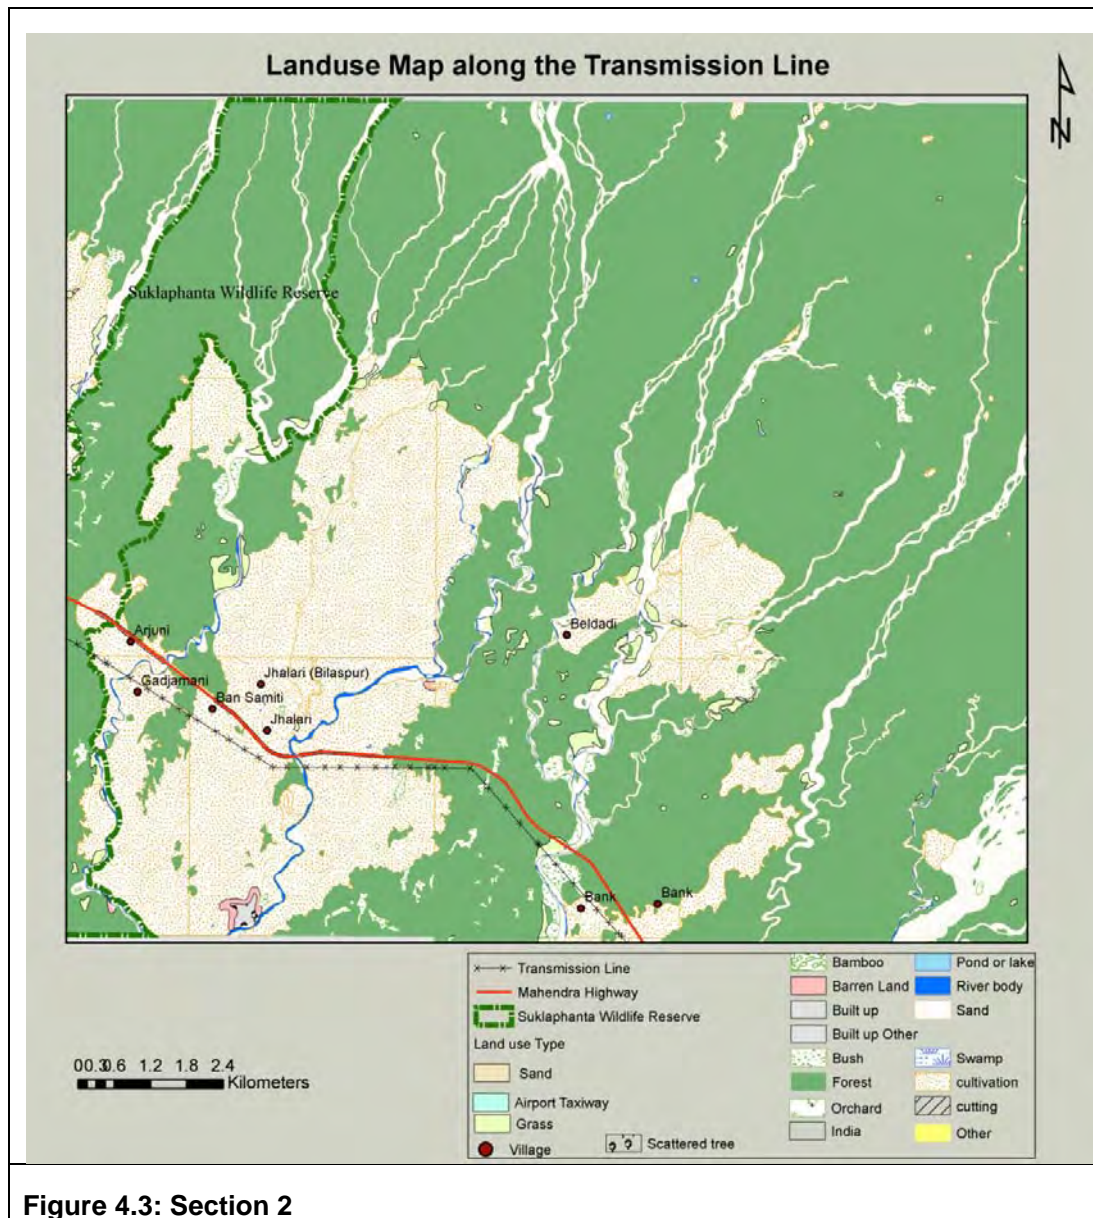 Landuse Map along the Transmission Line
N
Suklaphanta Wildlife Reserve
Arjuni
Beldadi
Gadjamani
Jhalari (Bilaspur)
Ban Samiti
Jhalari
Bank
Bank
Transmission Line
Mahendra Highway
Suklaphanta Wildlife Reserve
Land use Type
Sand
Airport Taxiway
Grass
Village
Scattered tree
Bamboo
Barren Land
Built up
Built up Other
Bush
Forest
Orchard
India
Pond or lake
River body
Sand
Swamp
cultivation
cutting
Other
00.30.6 1.2 1.8 2.4
Kilometers
Figure 4.3: Section 2